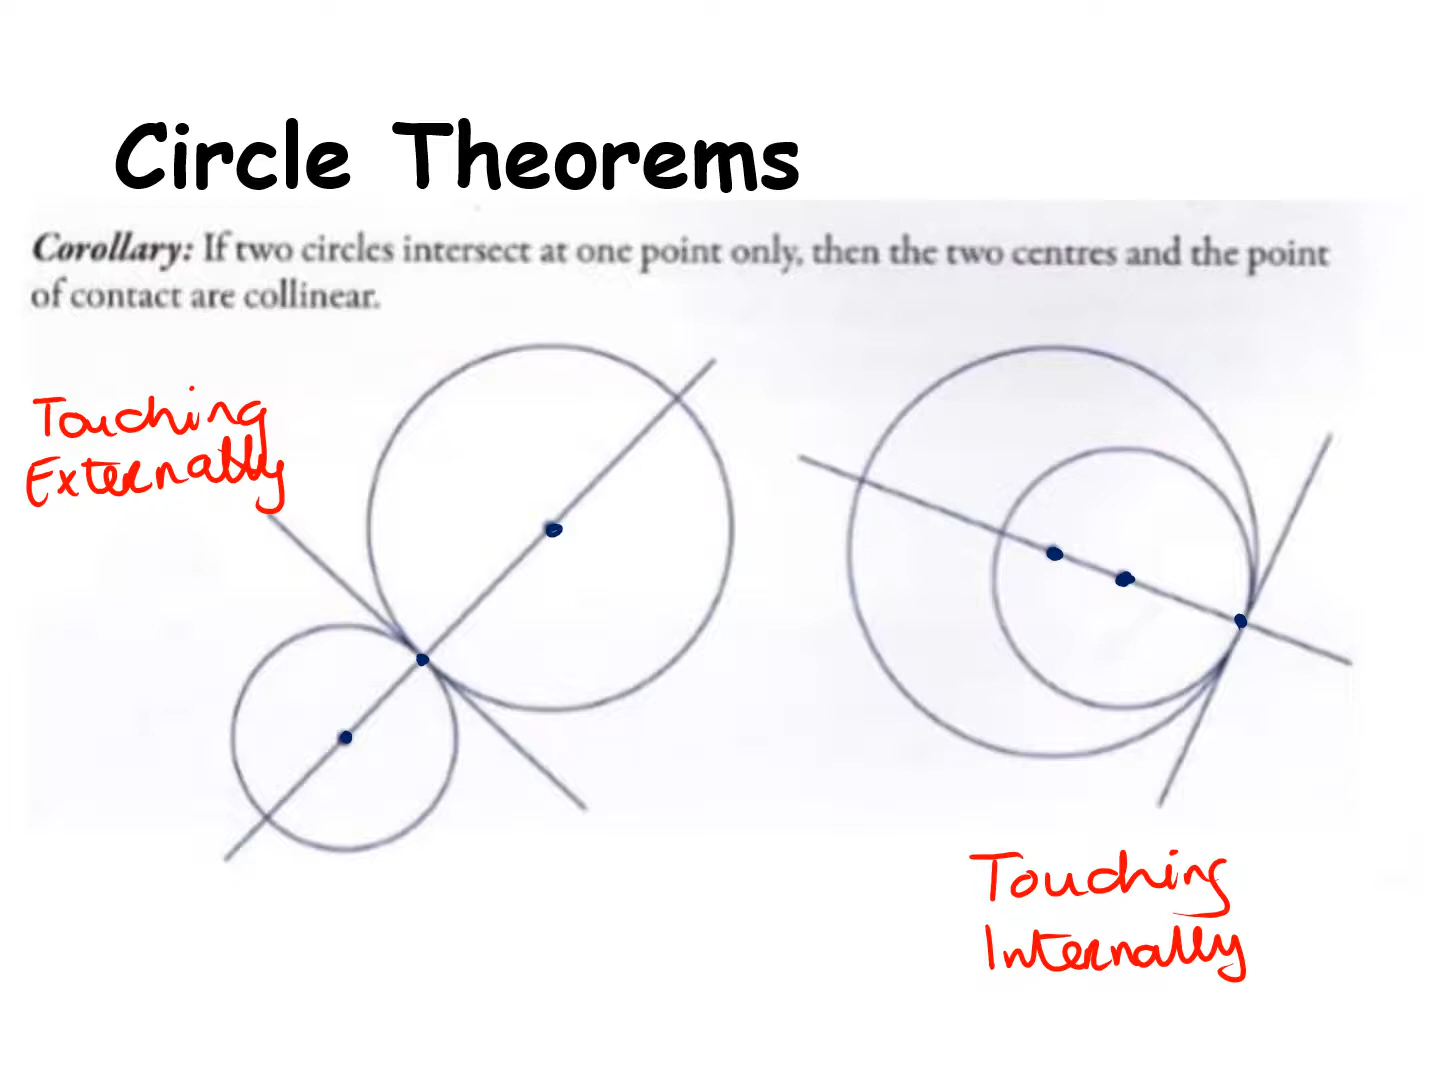 Circle Theorems
Corollary: If two circles intersect at one point only, then the two centres and the point
of contact are collinear.
Touching
Externally
Touching
Internally